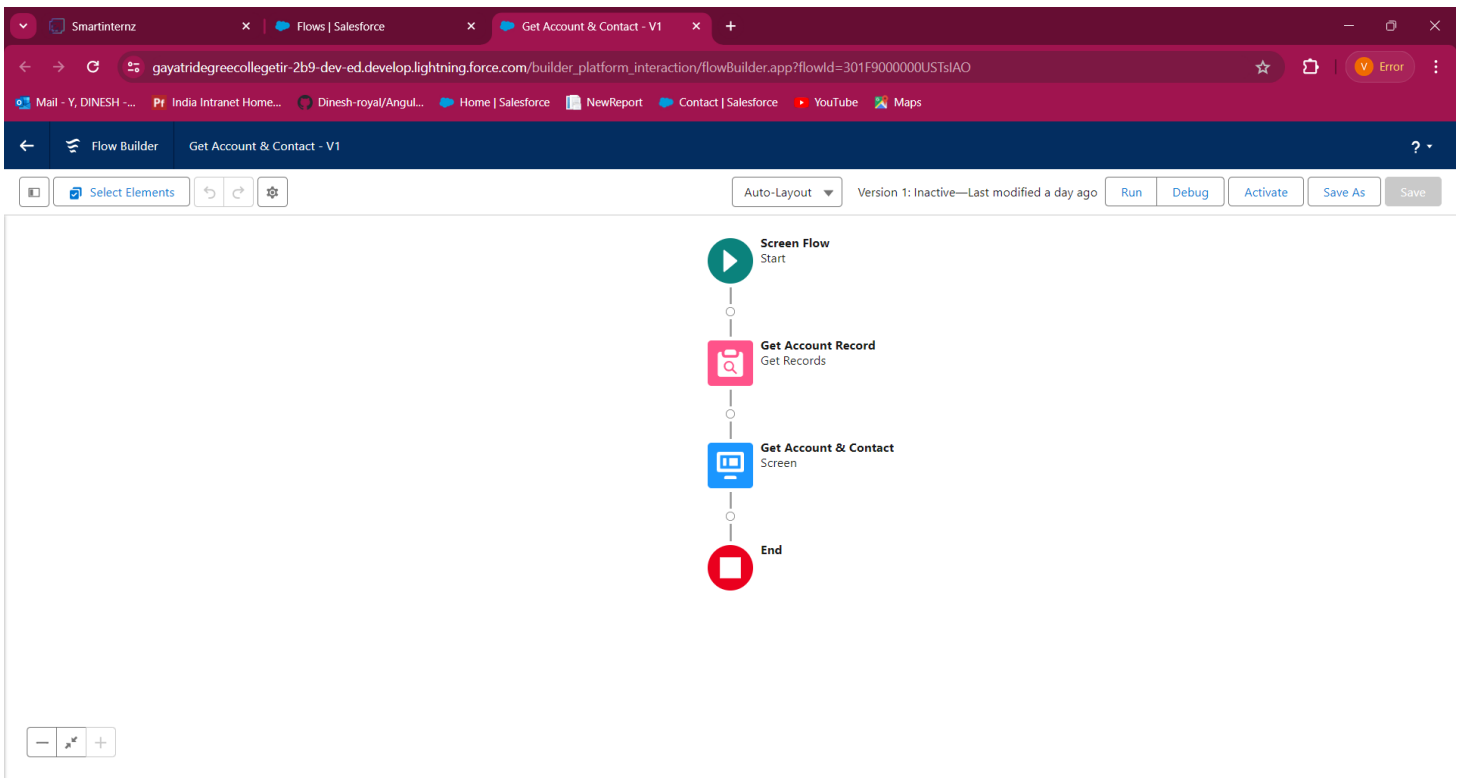 Smartinternz
Flows | Salesforce
Get Account & Contact - V1
gayatridegreecollegetir-2b9-dev-ed.develop.lightning.force.com/builder_platform_interaction/flowBuilder.app?flowId=301F9000000USTsIAO
V Error
Mail - Y, DINESH -... Pf India Intranet Home... Dinesh-royal/Angul... Home | Salesforce NewReport Contact | Salesforce YouTube Maps
Flow Builder Get Account & Contact - V1 ?
Select Elements Auto-Layout Version 1: Inactive—Last modified a day ago Run Debug Activate Save As Save
Screen Flow
Start
Get Account Record
Get Records
Get Account & Contact
Screen
End